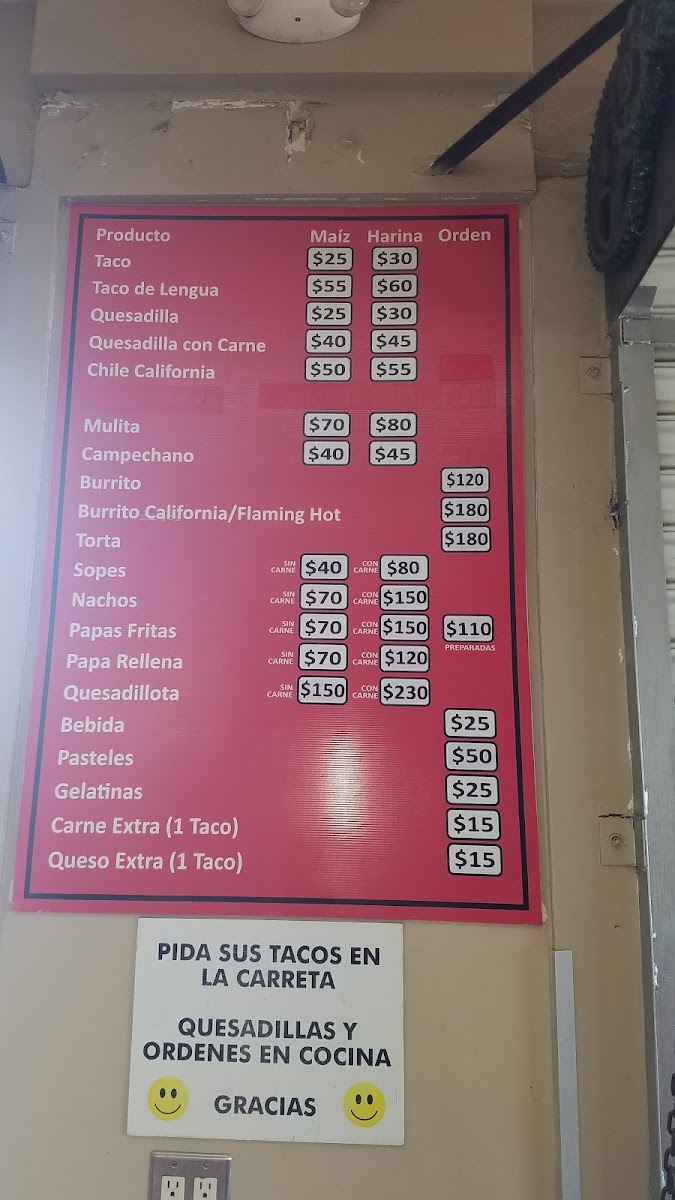 Producto Maíz Harina Orden
Taco $25 $30
Taco de Lengua $55 $60
Quesadilla $25 $30
Quesadilla con Carne $40 $45
Chile California $50 $55
Mulita $70 $80
Campechano $40 $45
Burrito $120
Burrito California/Flaming Hot $180
Torta $180
Sopes SIN CARNE $40 CON CARNE $80
Nachos SIN CARNE $70 CON CARNE $150
Papas Fritas SIN CARNE $70 CON CARNE $150 $110 PREPARADAS
Papa Rellena SIN CARNE $70 CON CARNE $120
Quesadillota SIN CARNE $150 CON CARNE $230
Bebida $25
Pasteles $50
Gelatinas $25
Carne Extra (1 Taco) $15
Queso Extra (1 Taco) $15
PIDA SUS TACOS EN
LA CARRETA
QUESADILLAS Y
ORDENES EN COCINA
GRACIAS